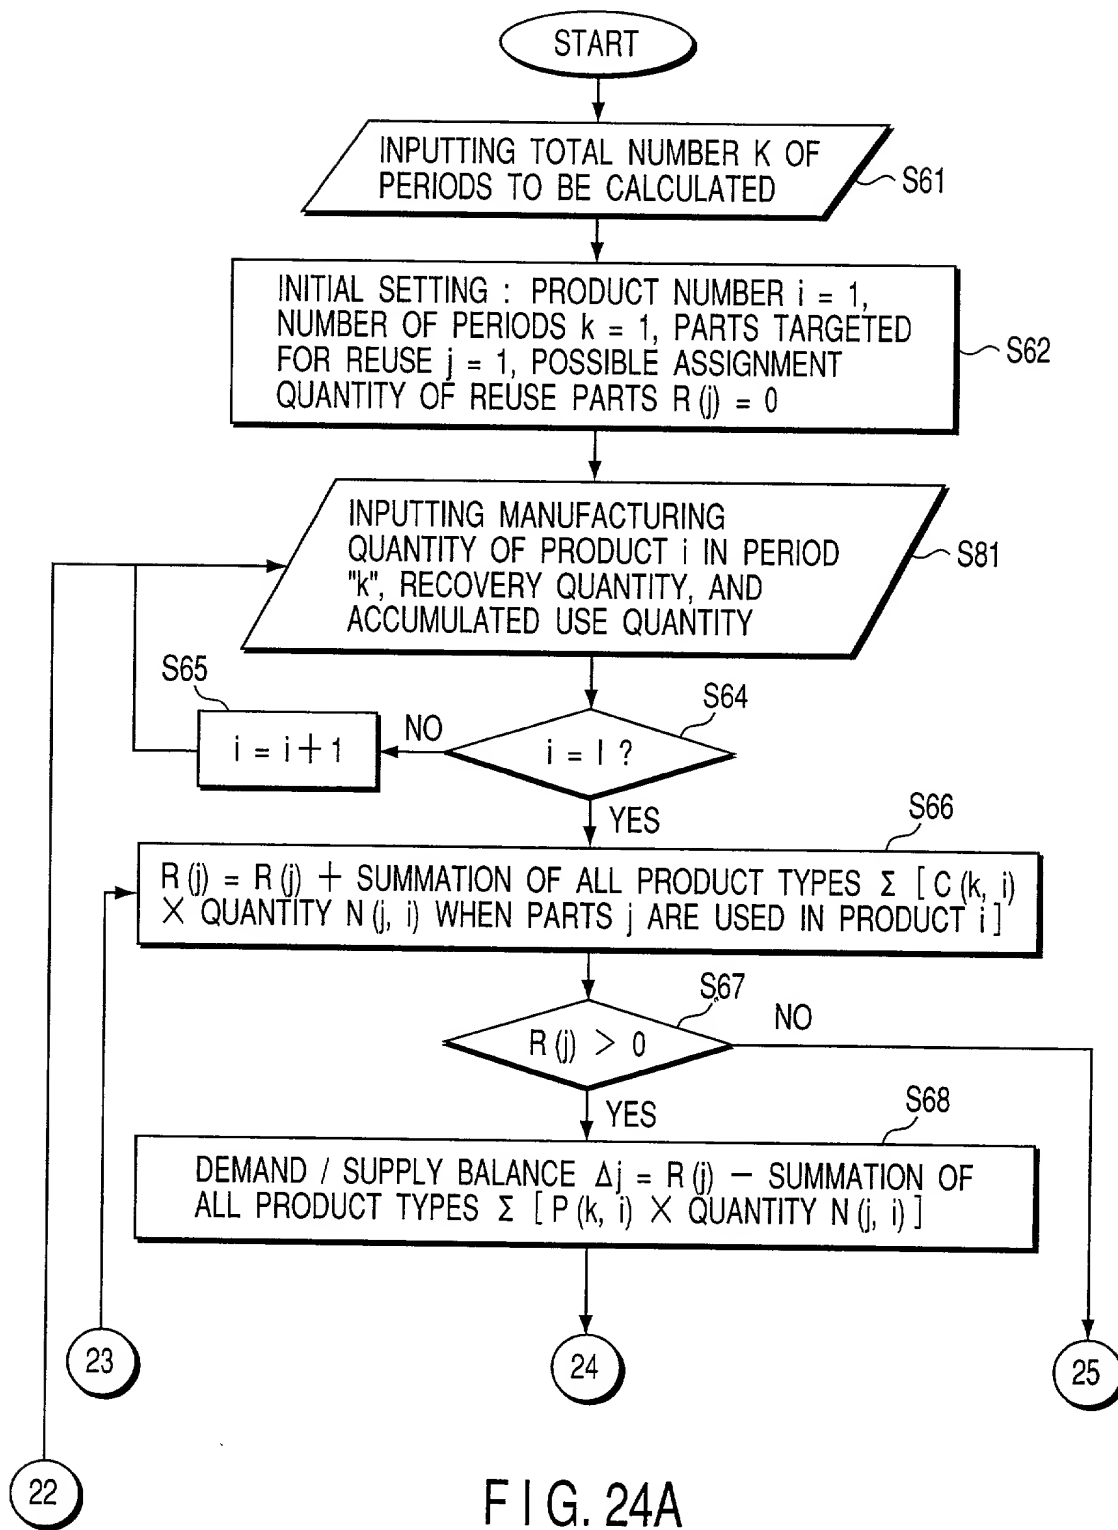 START
INPUTTING TOTAL NUMBER K OF
PERIODS TO BE CALCULATED
S61
INITIAL SETTING : PRODUCT NUMBER i = 1,
NUMBER OF PERIODS k = 1, PARTS TARGETED
FOR REUSE j = 1, POSSIBLE ASSIGNMENT
QUANTITY OF REUSE PARTS R (j) = 0
S62
INPUTTING MANUFACTURING
QUANTITY OF PRODUCT i IN PERIOD
"k", RECOVERY QUANTITY, AND
ACCUMULATED USE QUANTITY
S81
S65
i = i + 1
NO
S64
i = I ?
YES
S66
R (j) = R (j) + SUMMATION OF ALL PRODUCT TYPES Σ [ C (k, i)
× QUANTITY N (j, i) WHEN PARTS j ARE USED IN PRODUCT i ]
S67
R (j) > 0
NO
YES
S68
DEMAND / SUPPLY BALANCE Δj = R (j) − SUMMATION OF
ALL PRODUCT TYPES Σ [ P (k, i) × QUANTITY N (j, i) ]
23
24
25
22
FIG. 24A